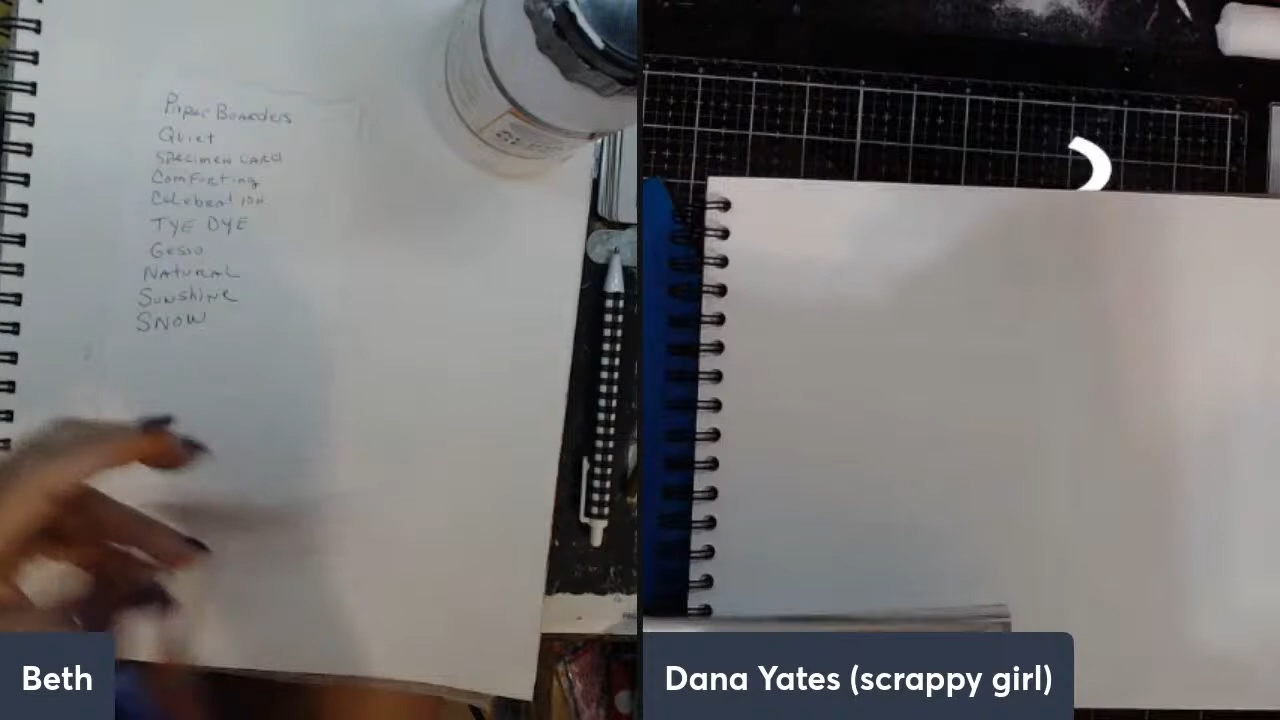 Paper Boarders
Quiet
SPECIMEN CARD
Comforting
Celebration
TYE DYE
Gesso
NATURAL
Sunshine
SNOW
Beth
Dana Yates (scrappy girl)